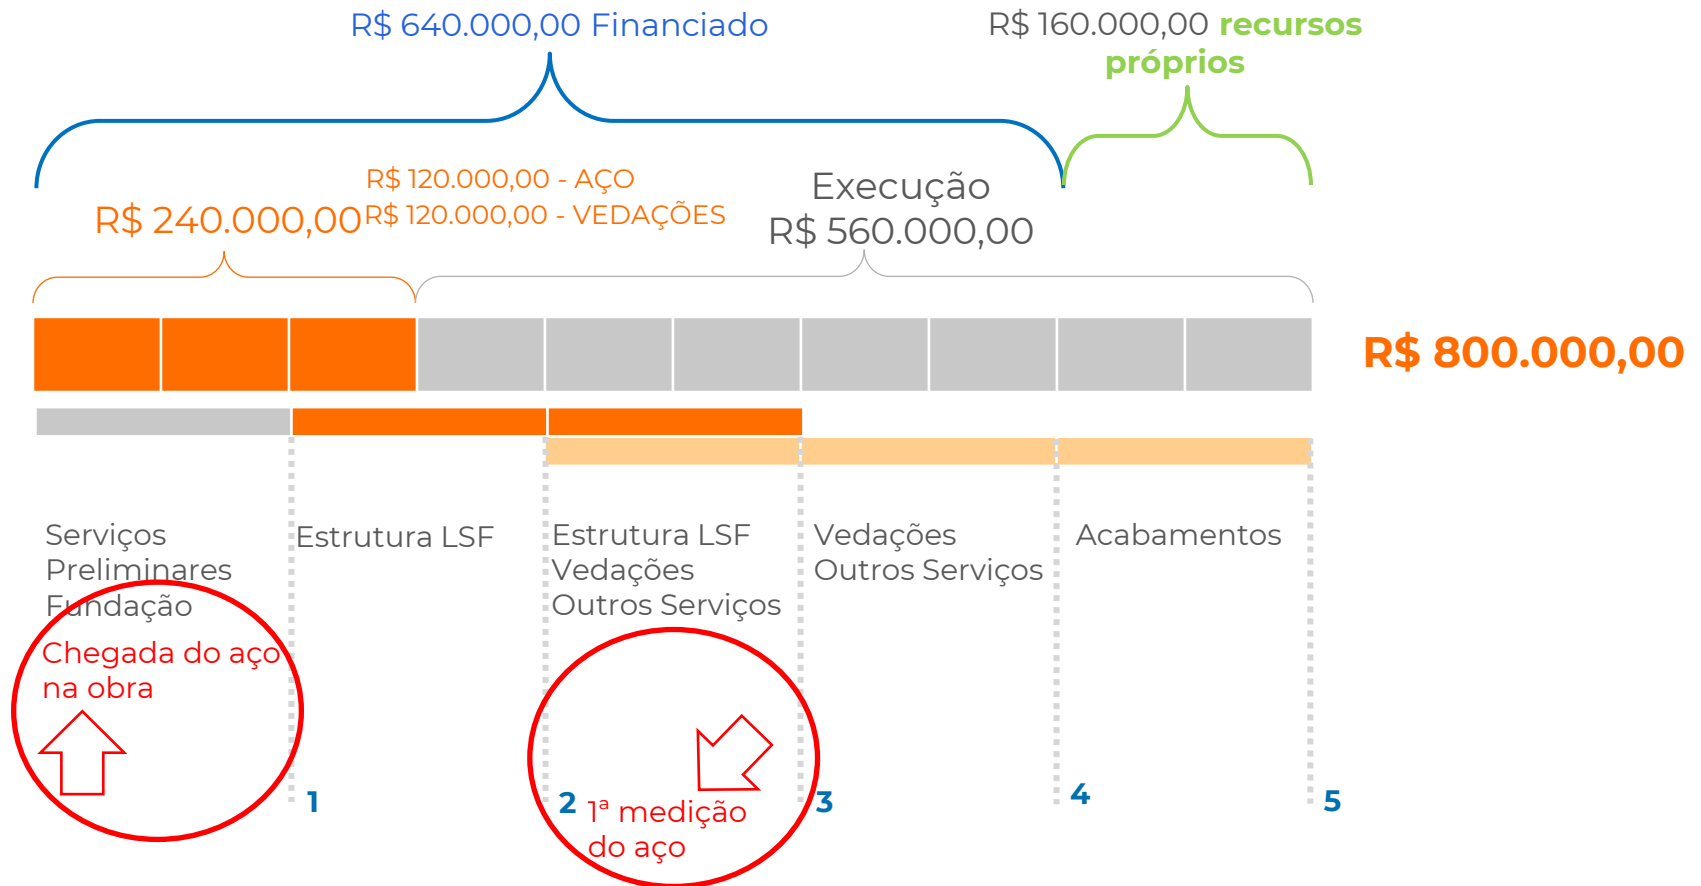 R$ 640.000,00 Financiado
R$ 160.000,00 recursos
próprios
R$ 120.000,00 - AÇO
R$ 240.000,00
R$ 120.000,00 - VEDAÇÕES
Execução
R$ 560.000,00
R$ 800.000,00
Serviços
Preliminares
Fundação
Chegada do aço
na obra
Estrutura LSF
Estrutura LSF
Vedações
Outros Serviços
Vedações
Outros Serviços
Acabamentos
1
2
1ª medição
do aço
3
4
5